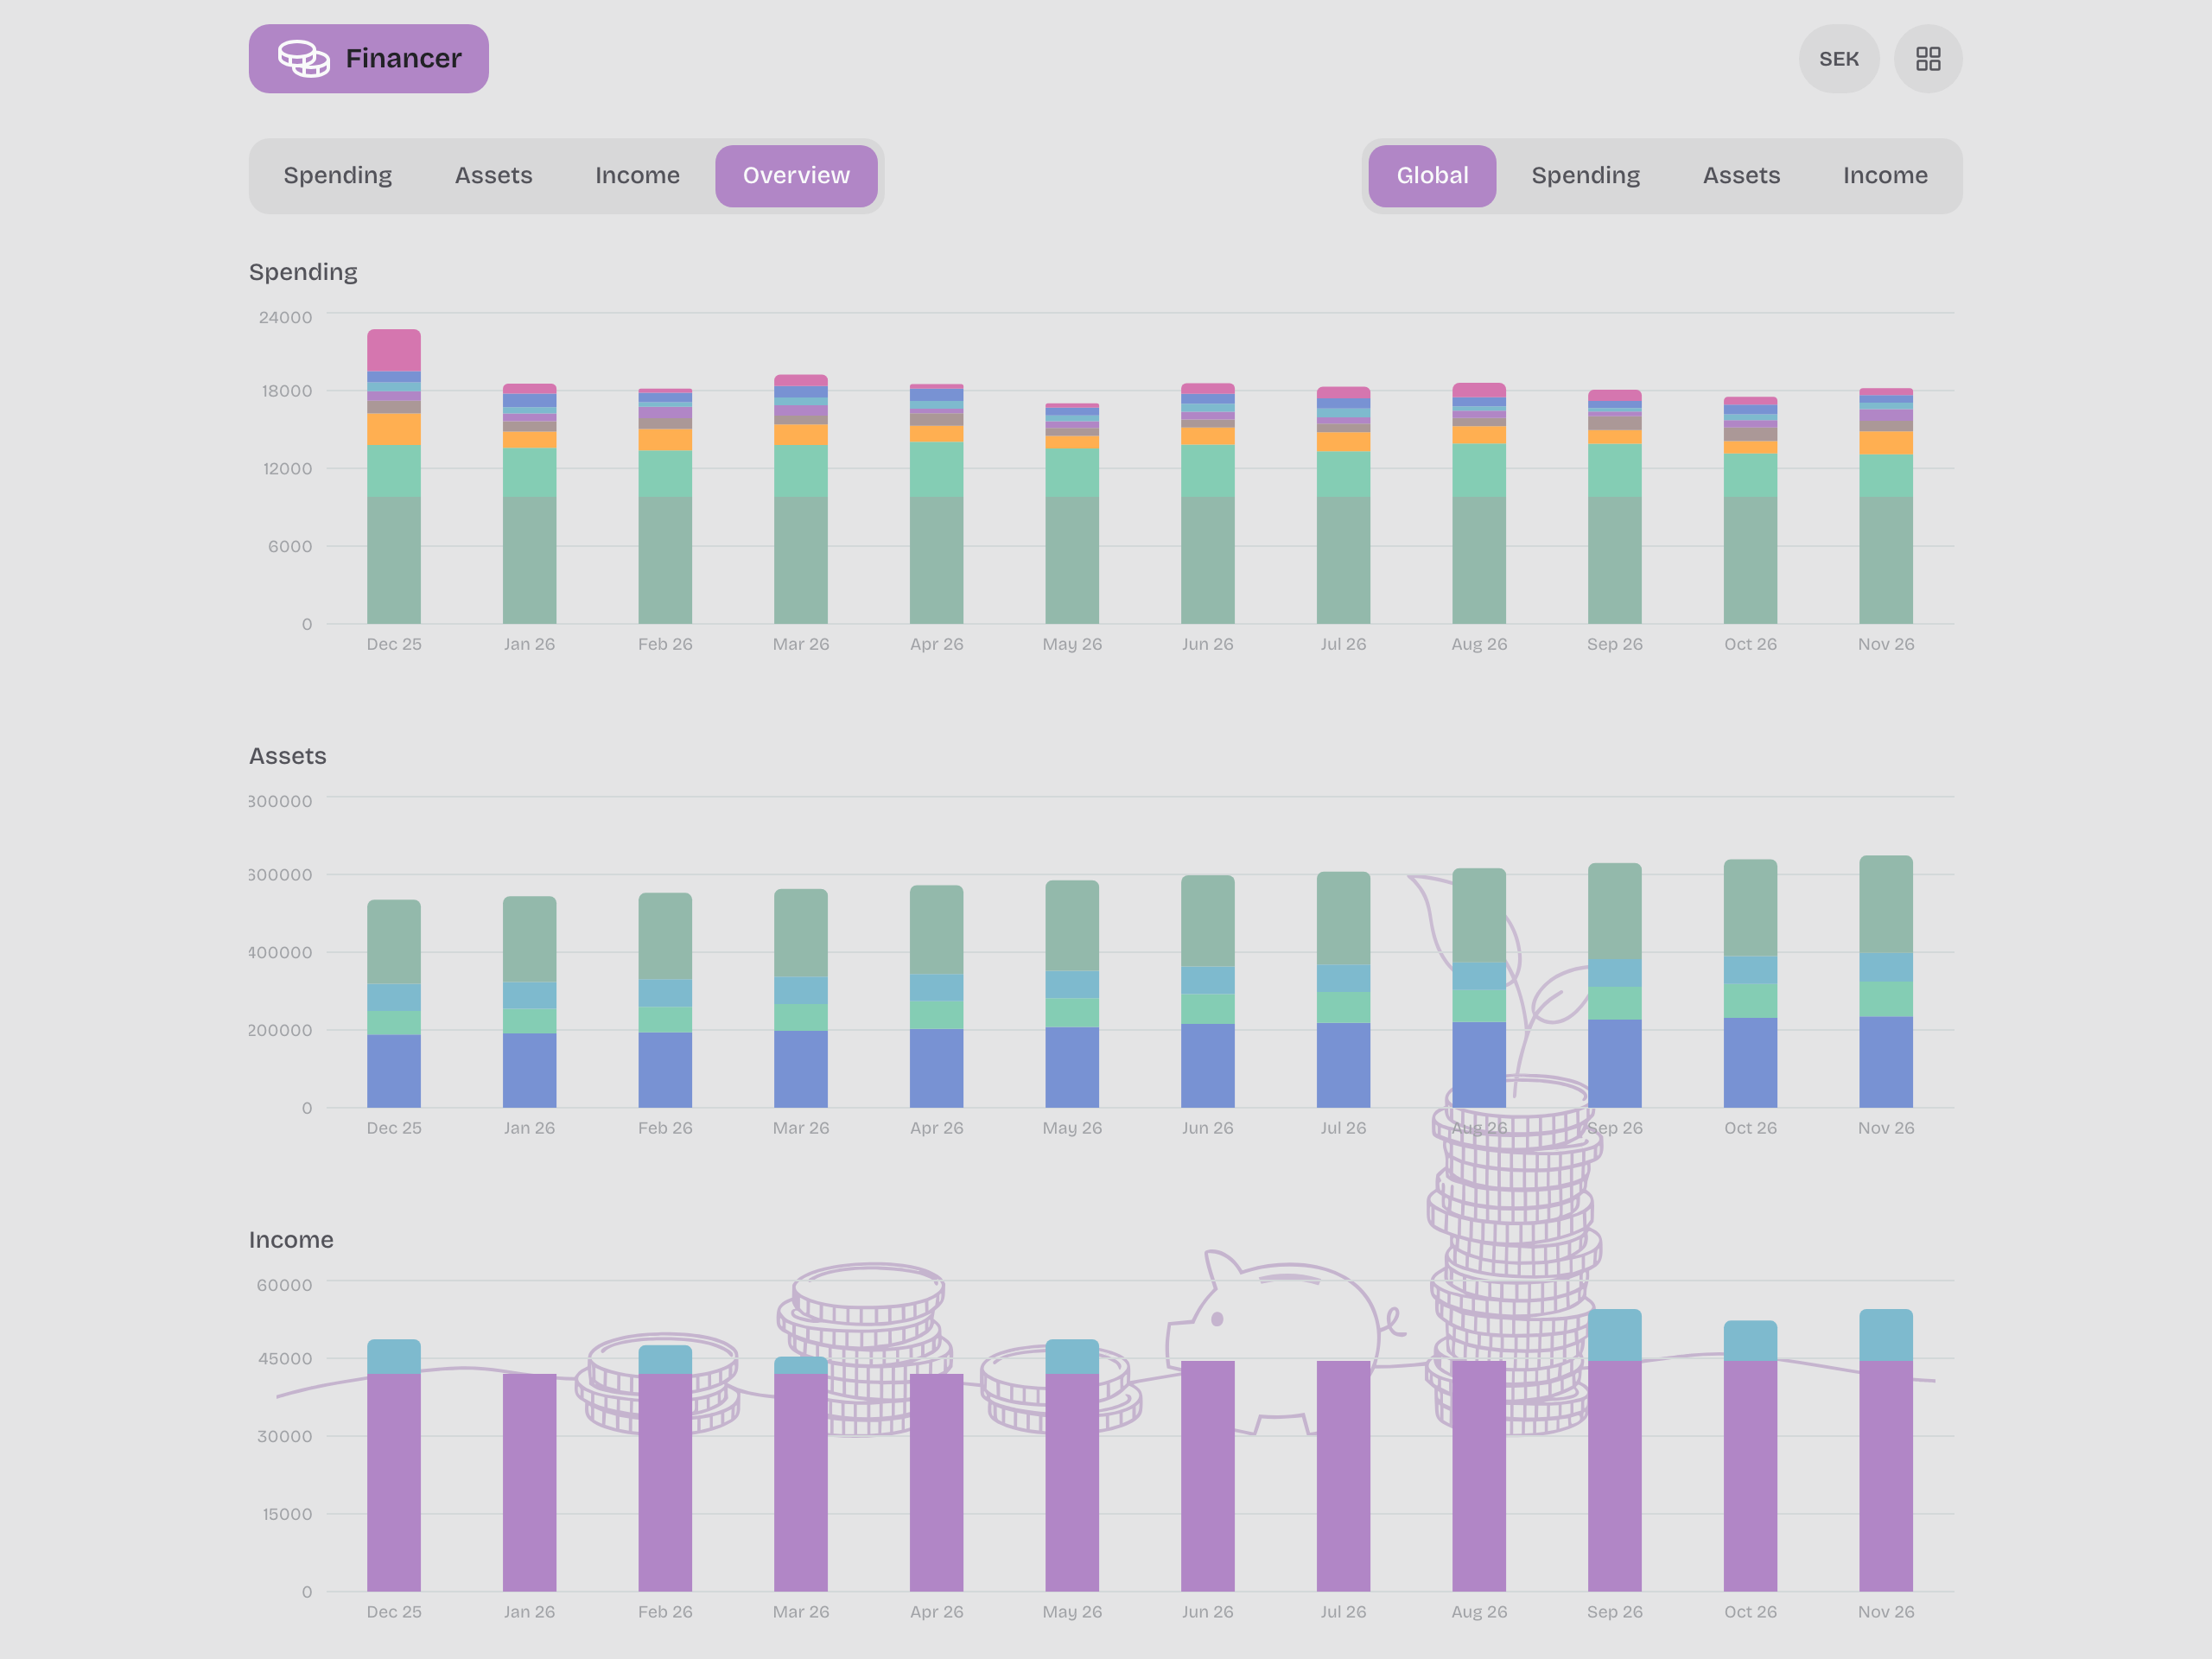 Financer
SEK
Spending Assets Income Overview
Global Spending Assets Income
Spending
24000
18000
12000
6000
0
Dec 25 Jan 26 Feb 26 Mar 26 Apr 26 May 26 Jun 26 Jul 26 Aug 26 Sep 26 Oct 26 Nov 26
Assets
800000
600000
400000
200000
0
Dec 25 Jan 26 Feb 26 Mar 26 Apr 26 May 26 Jun 26 Jul 26 Aug 26 Sep 26 Oct 26 Nov 26
Income
60000
45000
30000
15000
0
Dec 25 Jan 26 Feb 26 Mar 26 Apr 26 May 26 Jun 26 Jul 26 Aug 26 Sep 26 Oct 26 Nov 26